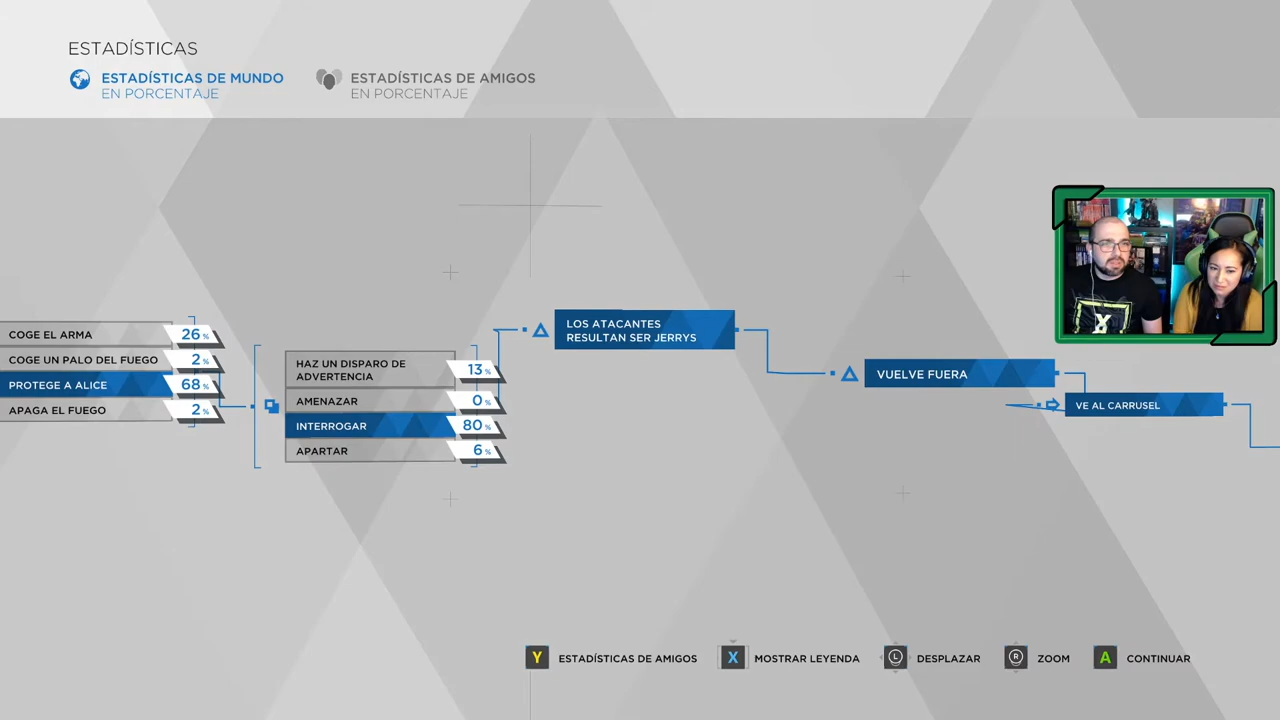 ESTADÍSTICAS
ESTADÍSTICAS DE MUNDO
EN PORCENTAJE
ESTADÍSTICAS DE AMIGOS
EN PORCENTAJE
COGE EL ARMA 26 %
COGE UN PALO DEL FUEGO 2 %
PROTEGE A ALICE 68 %
APAGA EL FUEGO 2 %
HAZ UN DISPARO DE
ADVERTENCIA 13 %
AMENAZAR 0 %
INTERROGAR 80 %
APARTAR 6 %
LOS ATACANTES
RESULTAN SER JERRYS
VUELVE FUERA
VE AL CARRUSEL
Y ESTADÍSTICAS DE AMIGOS
X MOSTRAR LEYENDA
L DESPLAZAR
R ZOOM
A CONTINUAR